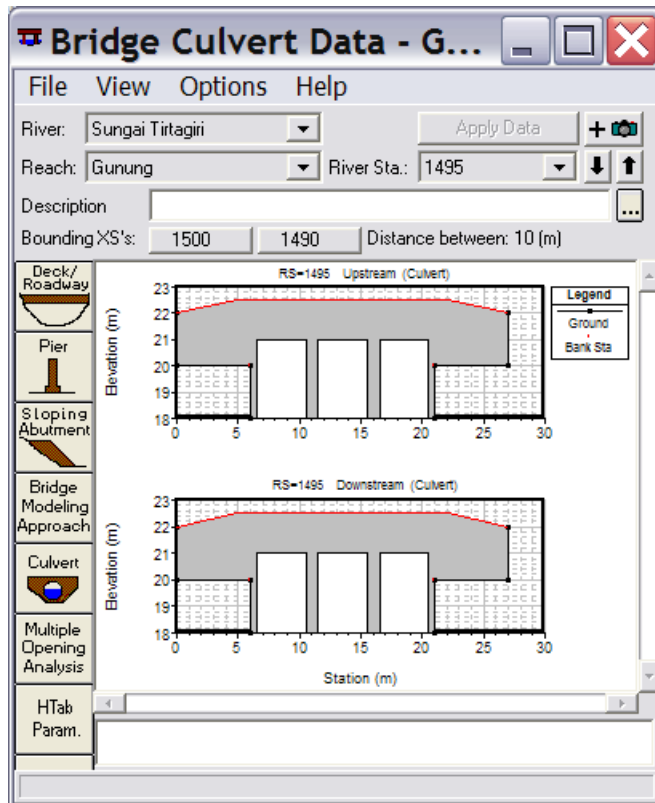 Bridge Culvert Data - G...
File View Options Help
River: Sungai Tirtagiri Apply Data +
Reach: Gunung River Sta.: 1495
Description ...
Bounding XS's: 1500 1490 Distance between: 10 (m)
Deck/
Roadway
Pier
Sloping
Abutment
Bridge
Modeling
Approach
Culvert
Multiple
Opening
Analysis
HTab
Param.
RS=1495 Upstream (Culvert)
23
22
21
20
19
18
Elevation (m)
0 5 10 15 20 25 30
Legend
Ground
Bank Sta
RS=1495 Downstream (Culvert)
23
22
21
20
19
18
Elevation (m)
0 5 10 15 20 25 30
Station (m)